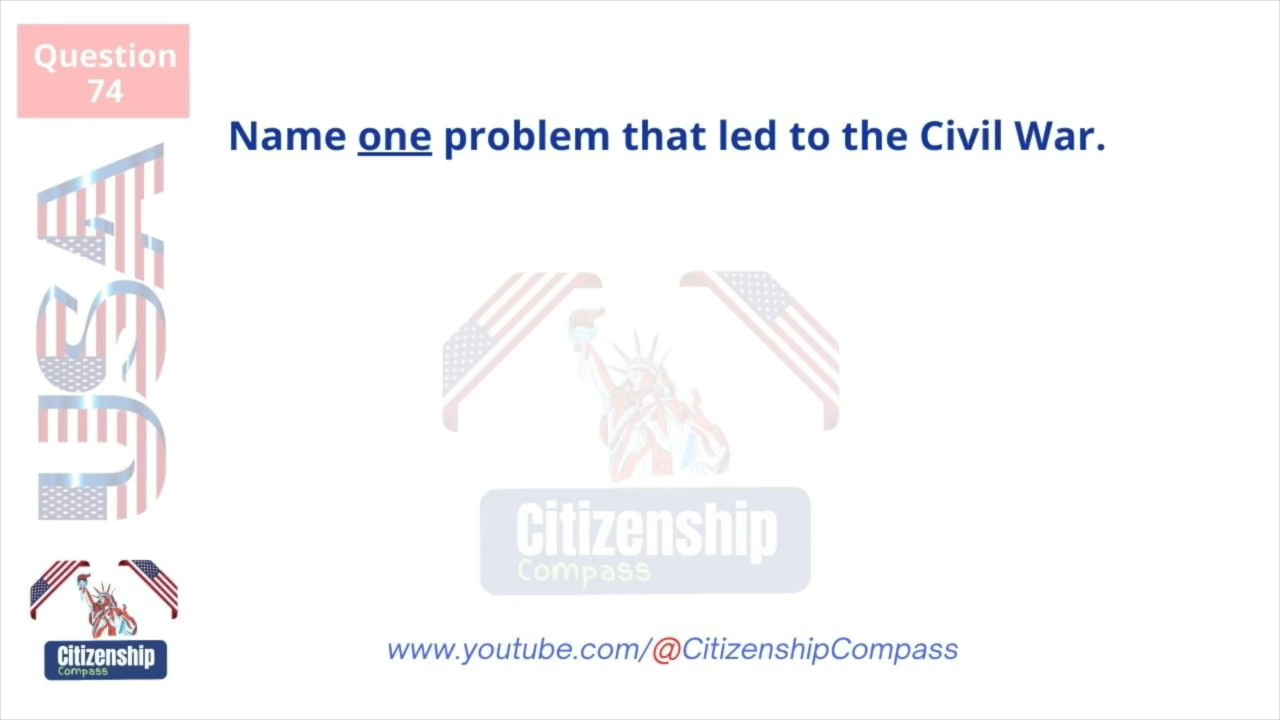 Question
74
Name one problem that led to the Civil War.
USA
Citizenship
Compass
Citizenship
Compass
www.youtube.com/@CitizenshipCompass